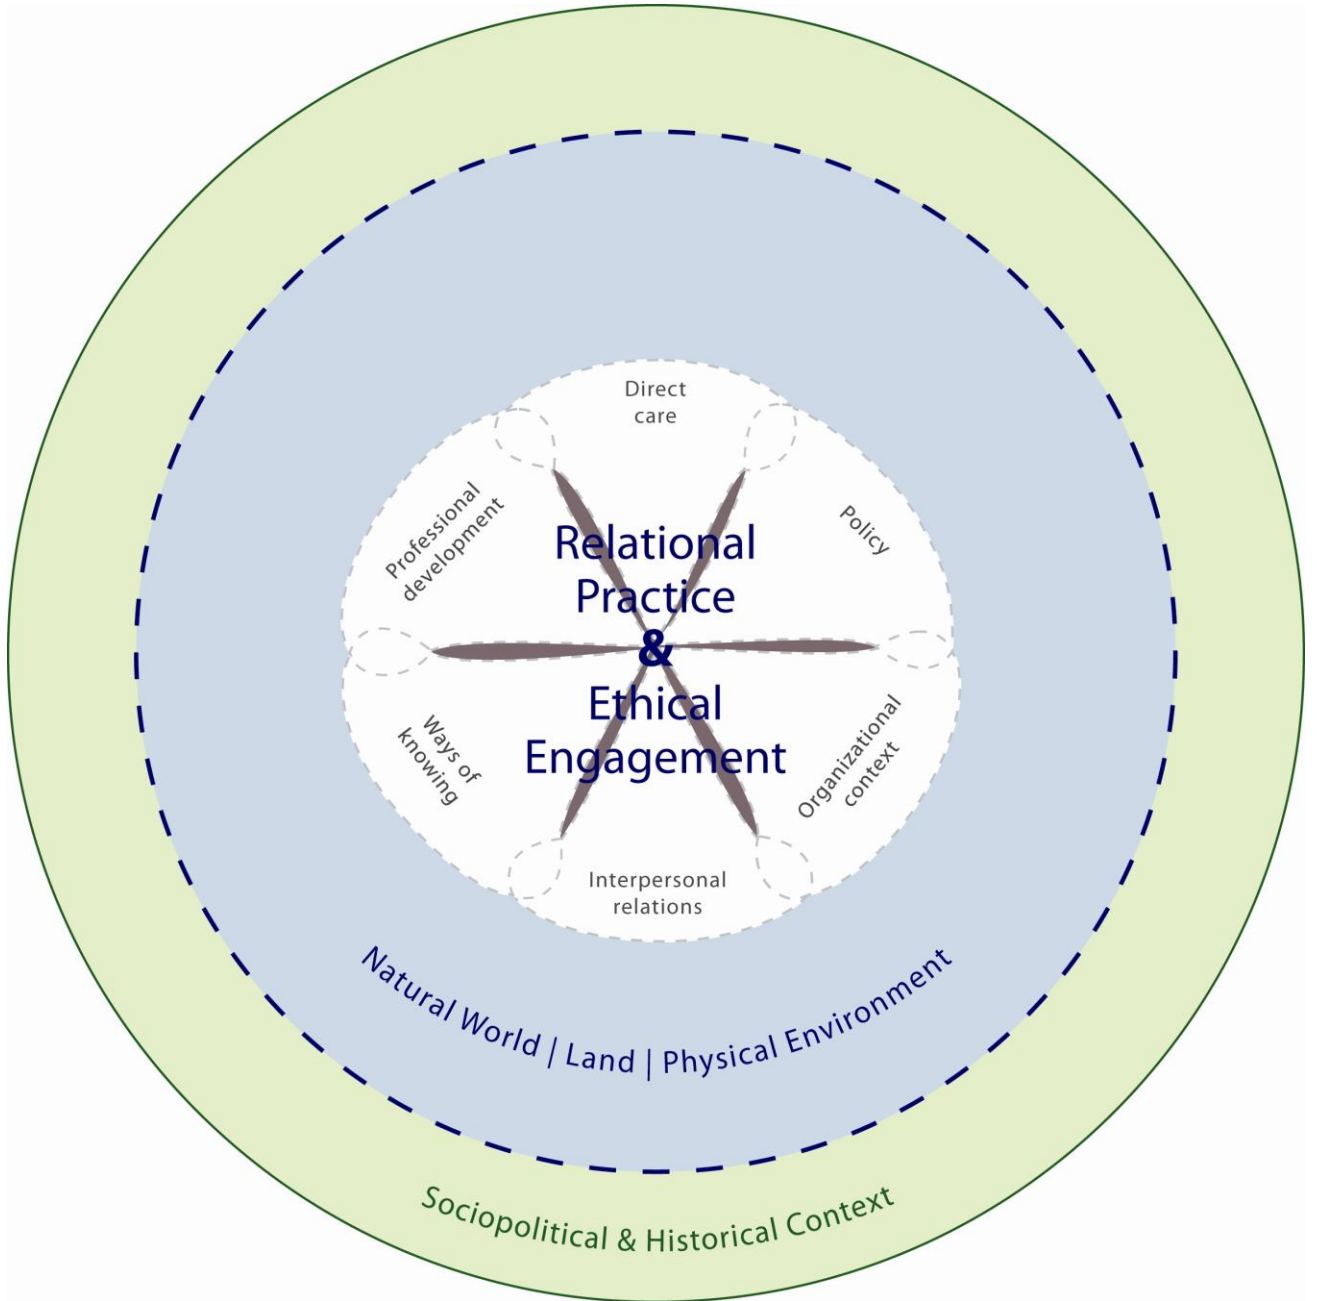 Direct
care
Professional
development
Policy
Relational
Practice
&
Ethical
Engagement
Ways of
knowing
Organizational
context
Interpersonal
relations
Natural World | Land | Physical Environment
Sociopolitical & Historical Context